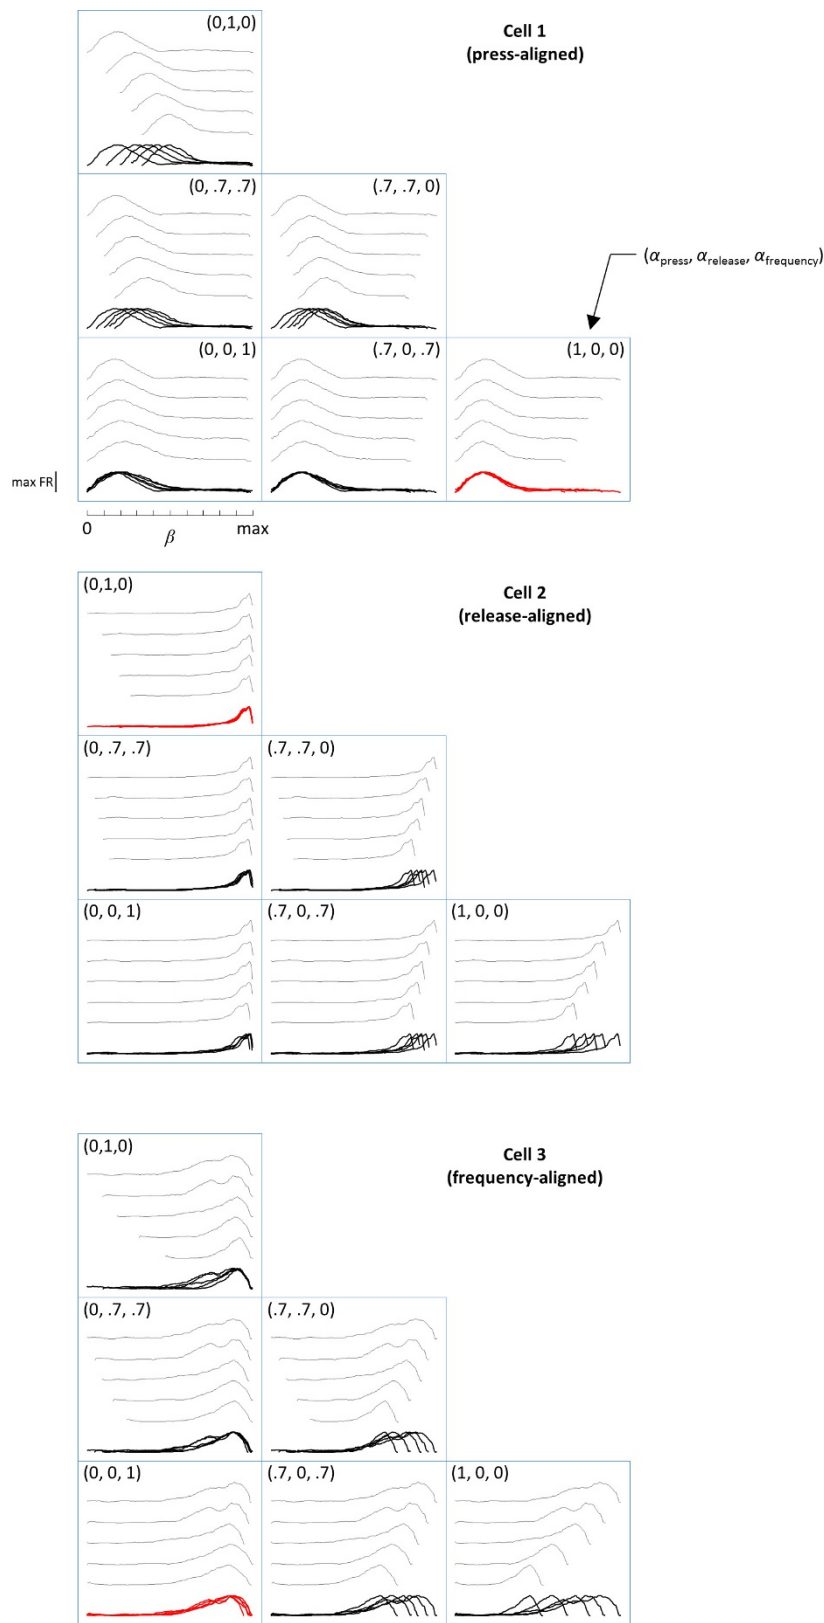 (0,1,0)
Cell 1
(press-aligned)
(0, .7, .7)
(.7, .7, 0)
(αpress, αrelease, αfrequency)
(0, 0, 1)
(.7, 0, .7)
(1, 0, 0)
max FR
0
max
β
(0,1,0)
Cell 2
(release-aligned)
(0, .7, .7)
(.7, .7, 0)
(0, 0, 1)
(.7, 0, .7)
(1, 0, 0)
(0,1,0)
Cell 3
(frequency-aligned)
(0, .7, .7)
(.7, .7, 0)
(0, 0, 1)
(.7, 0, .7)
(1, 0, 0)